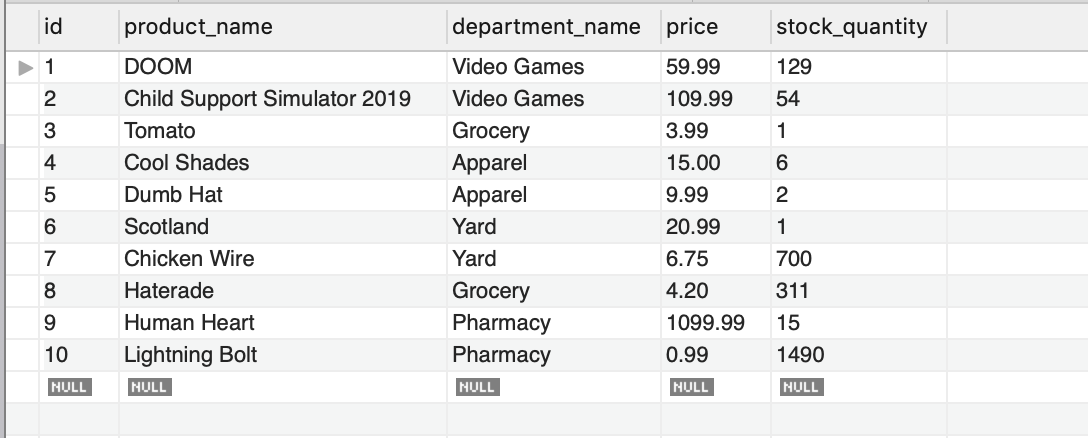 id product_name department_name price stock_quantity
1 DOOM Video Games 59.99 129
2 Child Support Simulator 2019 Video Games 109.99 54
3 Tomato Grocery 3.99 1
4 Cool Shades Apparel 15.00 6
5 Dumb Hat Apparel 9.99 2
6 Scotland Yard 20.99 1
7 Chicken Wire Yard 6.75 700
8 Haterade Grocery 4.20 311
9 Human Heart Pharmacy 1099.99 15
10 Lightning Bolt Pharmacy 0.99 1490
NULL NULL NULL NULL NULL